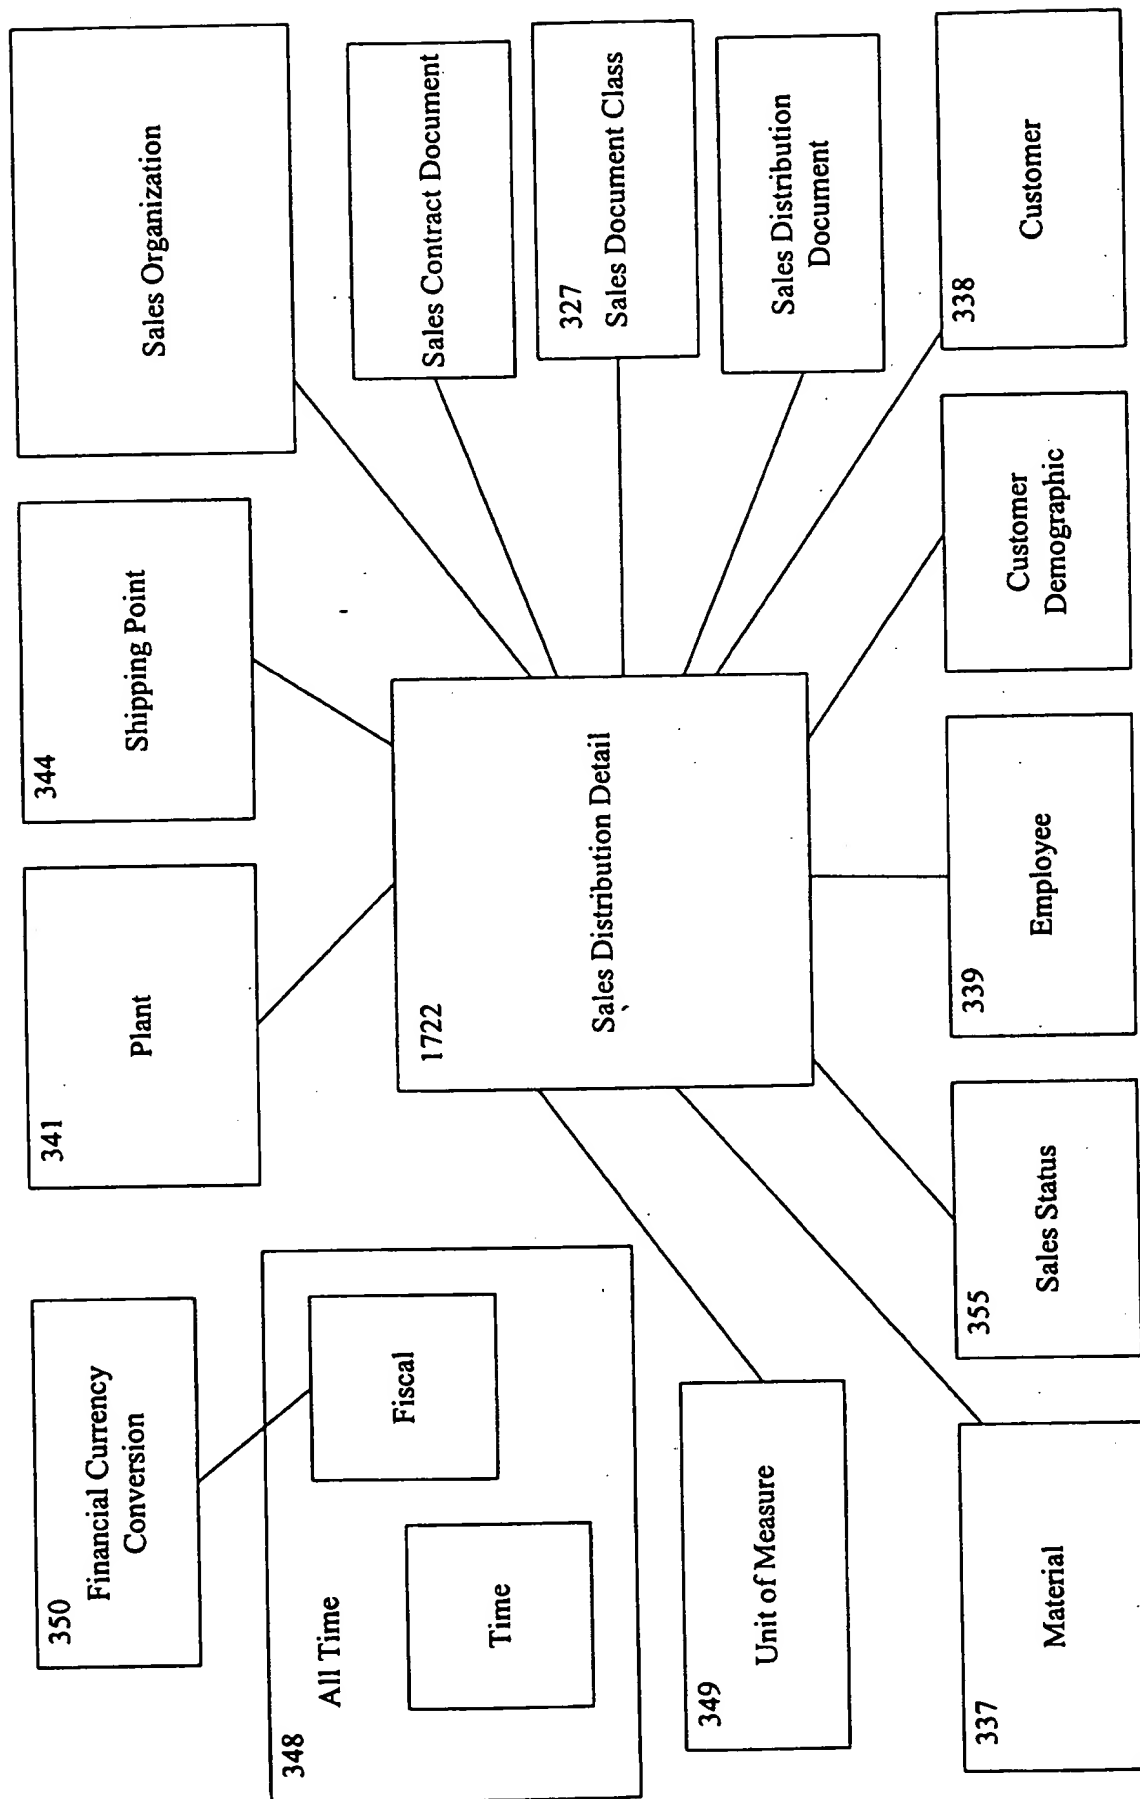 350
Financial Currency
Conversion
341
Plant
344
Shipping Point
Sales Organization
348
All Time
Fiscal
Time
1722
Sales Distribution Detail
Sales Contract Document
327
Sales Document Class
Sales Distribution
Document
349
Unit of Measure
337
Material
355
Sales Status
339
Employee
Customer
Demographic
338
Customer